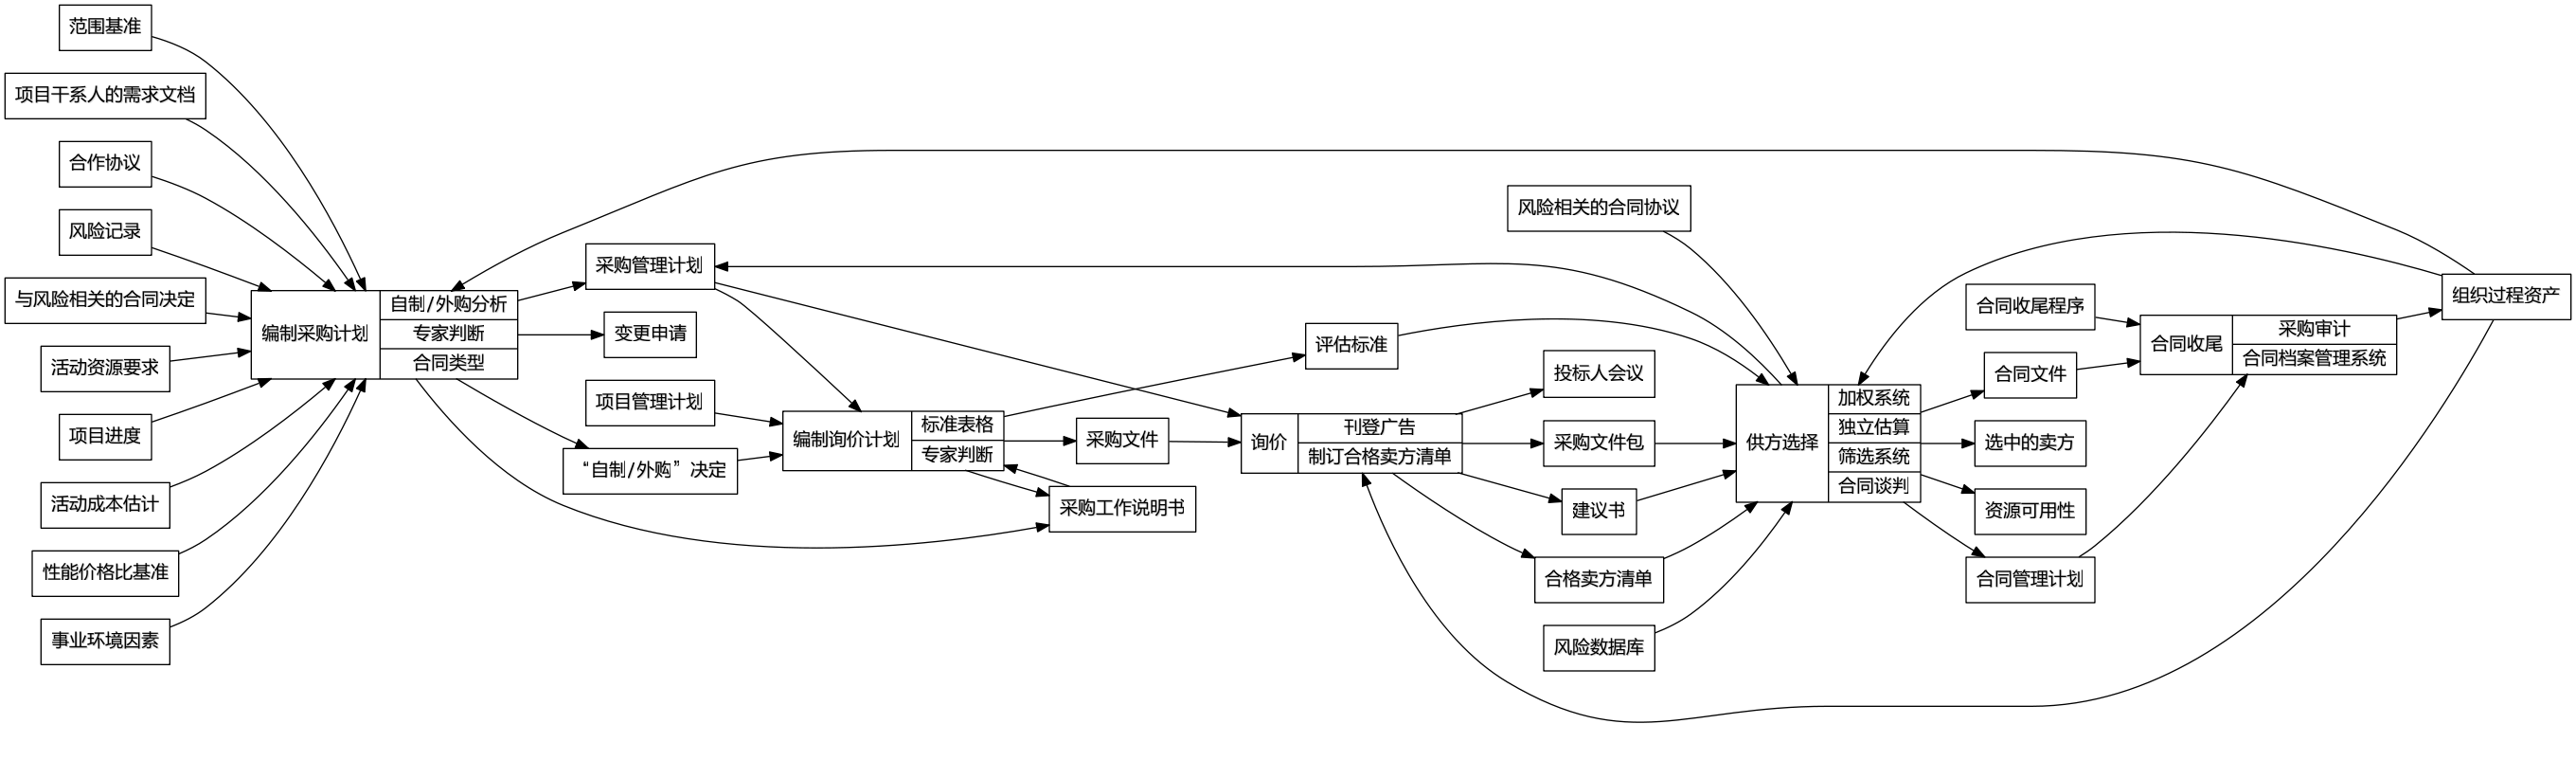 范围基准
项目干系人的需求文档
合作协议
风险记录
与风险相关的合同决定
活动资源要求
项目进度
活动成本估计
性能价格比基准
事业环境因素
编制采购计划
自制/外购分析
专家判断
合同类型
采购管理计划
变更申请
项目管理计划
“自制/外购”决定
编制询价计划
标准表格
专家判断
采购文件
采购工作说明书
评估标准
询价
刊登广告
制订合格卖方清单
风险相关的合同协议
投标人会议
采购文件包
建议书
合格卖方清单
风险数据库
供方选择
加权系统
独立估算
筛选系统
合同谈判
合同收尾程序
合同文件
选中的卖方
资源可用性
合同管理计划
合同收尾
采购审计
合同档案管理系统
组织过程资产